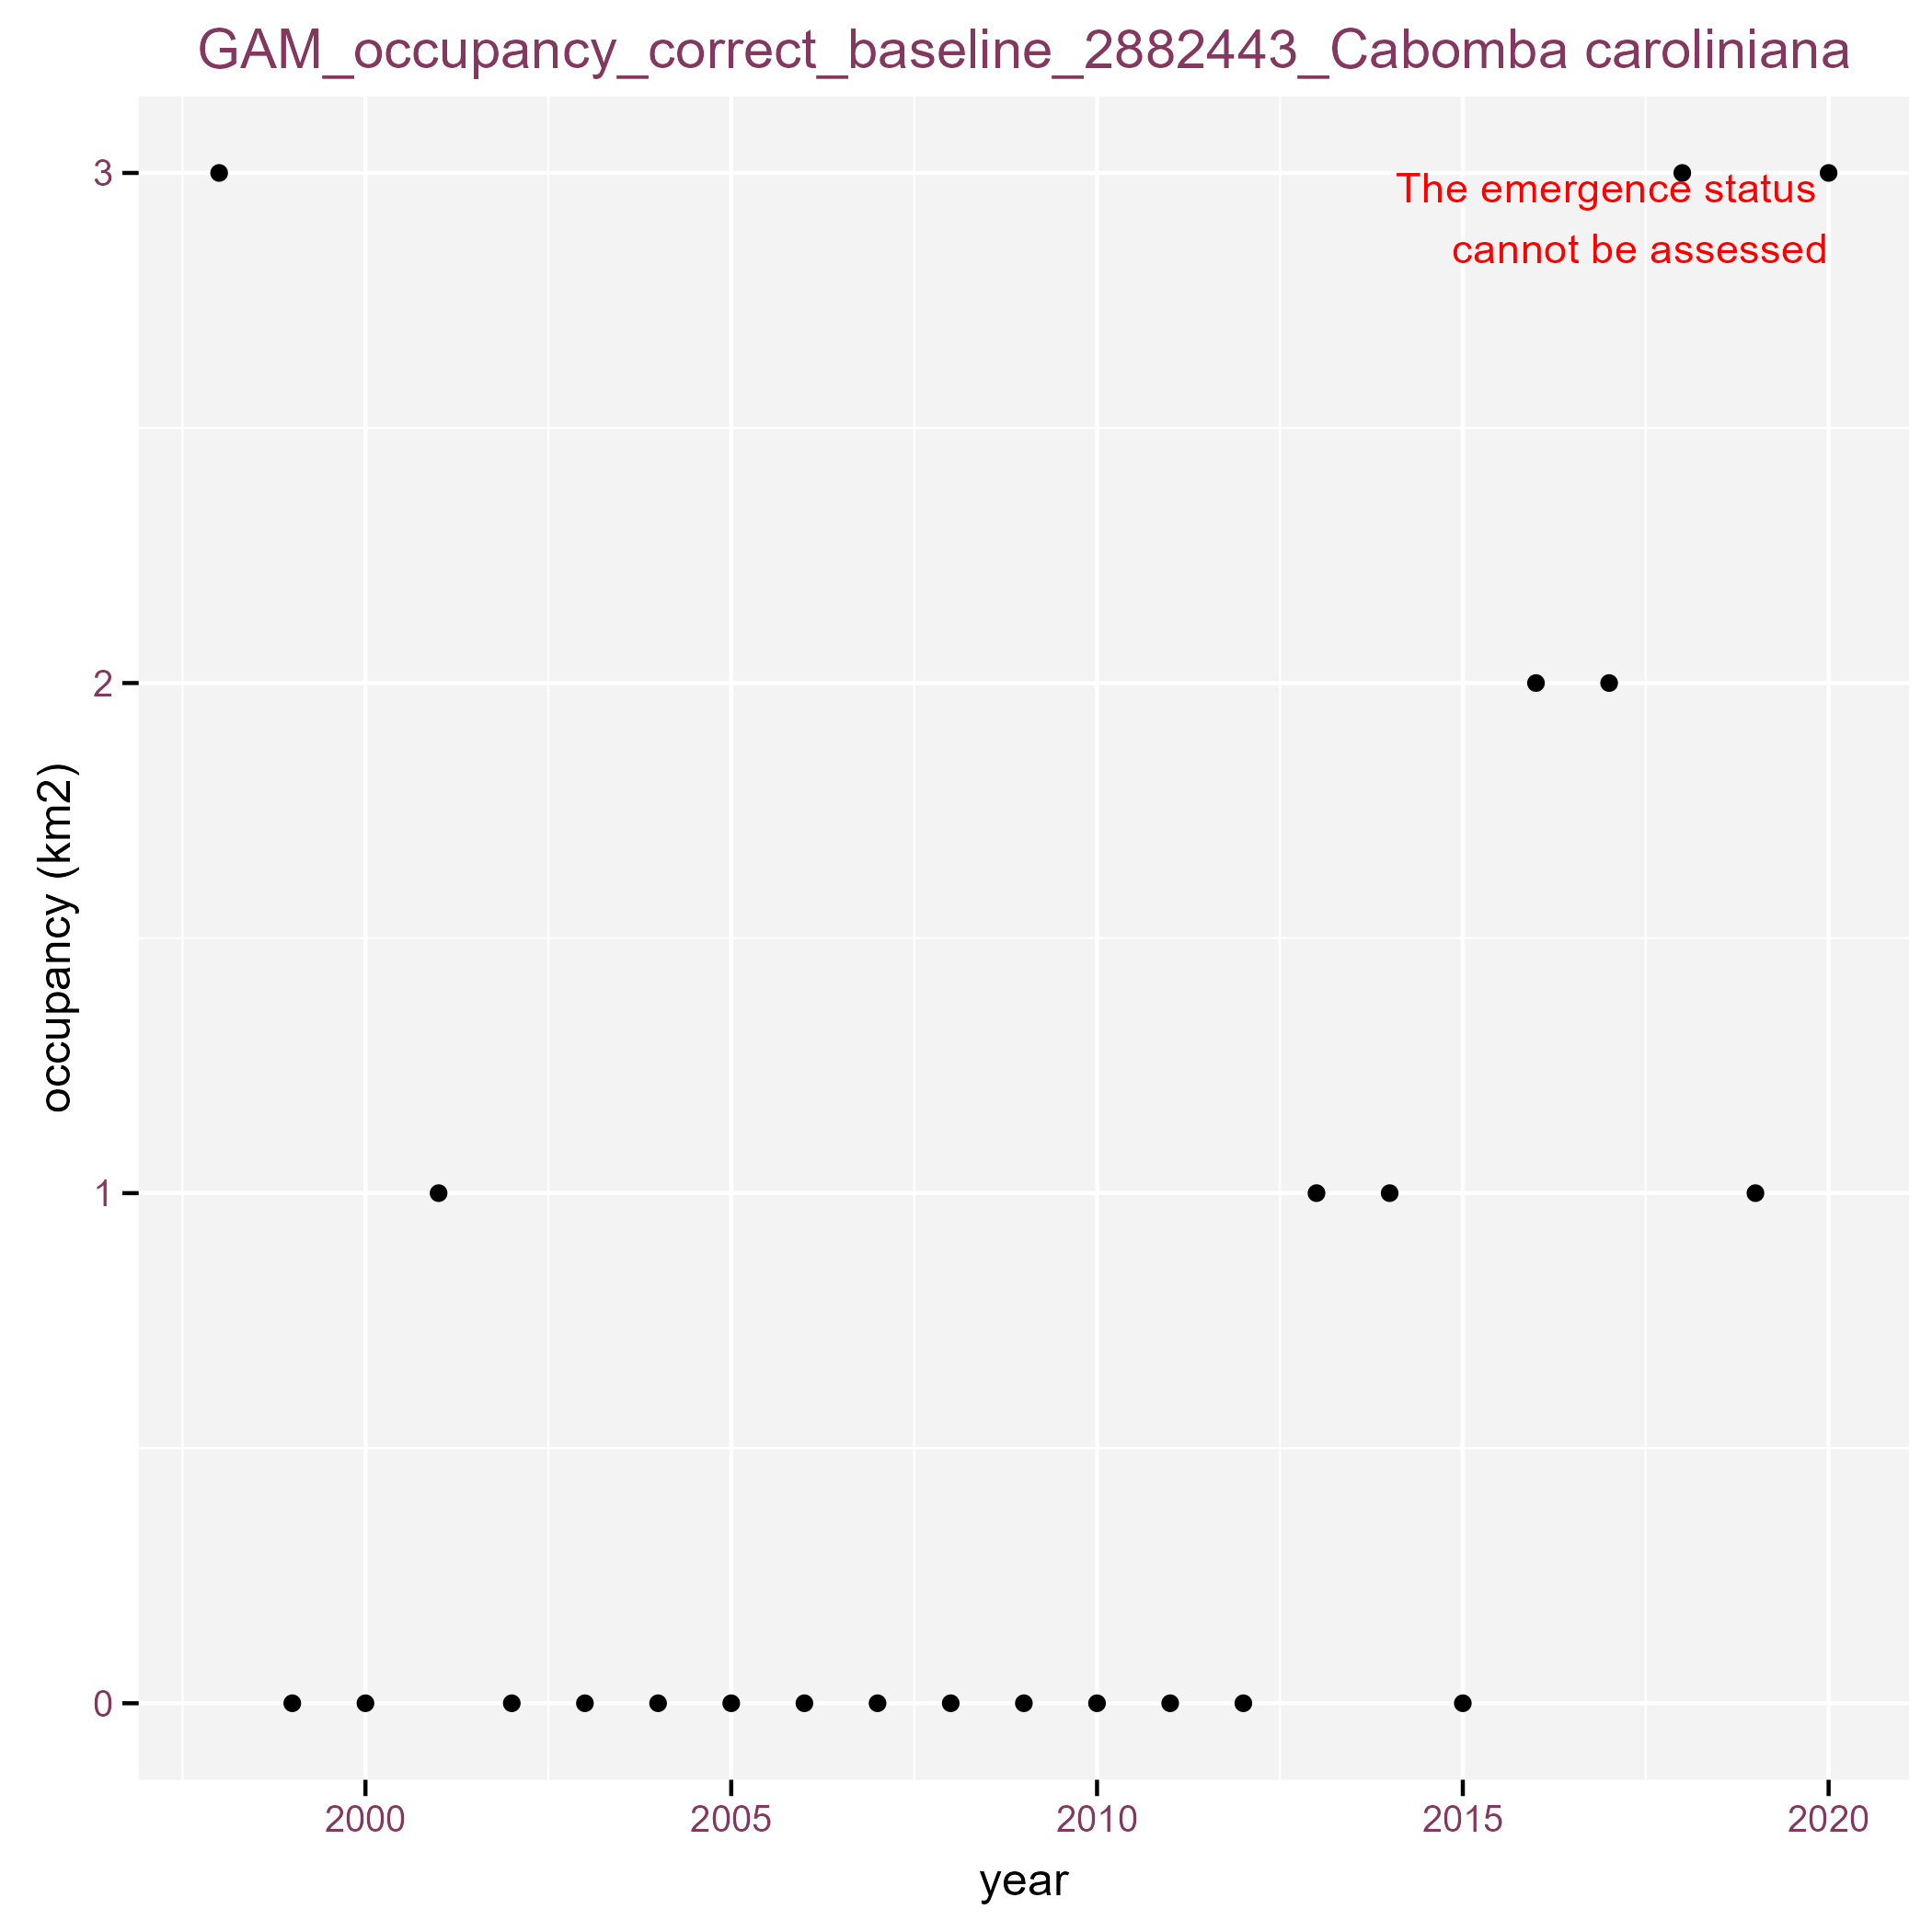 GAM_occupancy_correct_baseline_2882443_Cabomba caroliniana
The emergence status
cannot be assessed
3
2
1
0
occupancy (km2)
2000 2005 2010 2015 2020
year